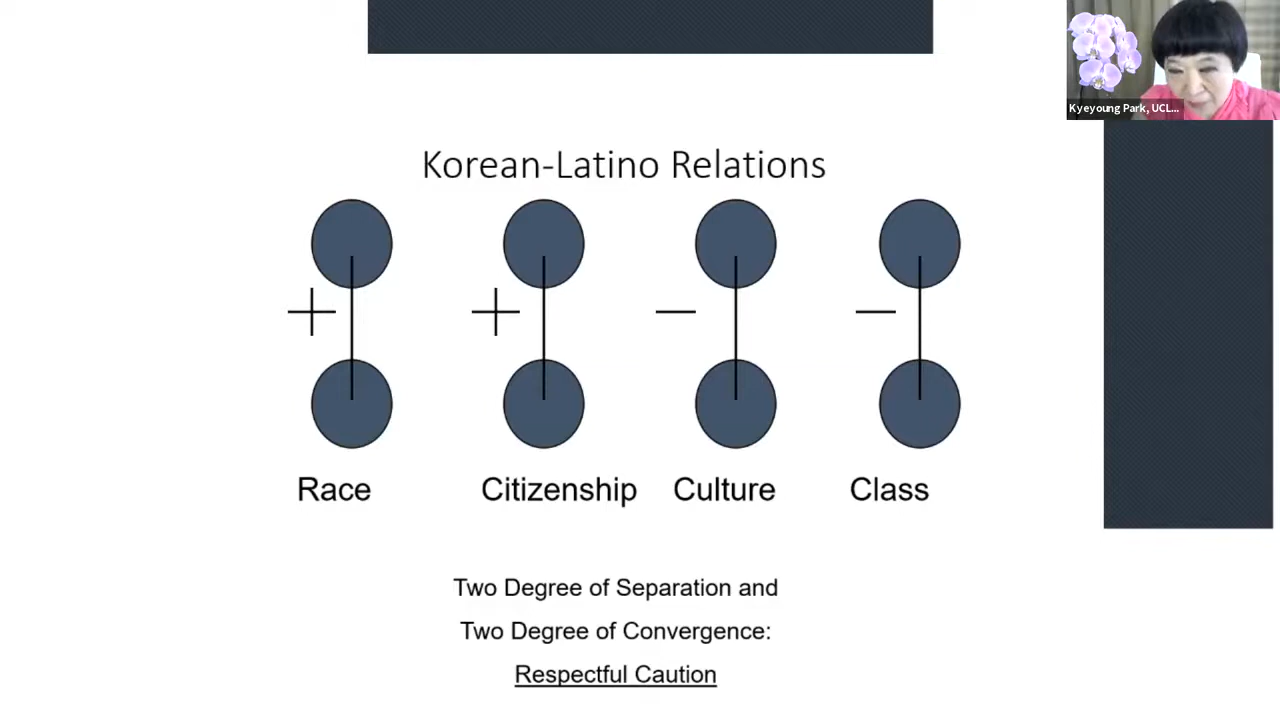 Kyeyoung Park, UCL...
Korean-Latino Relations
+ + – –
Race Citizenship Culture Class
Two Degree of Separation and
Two Degree of Convergence:
Respectful Caution